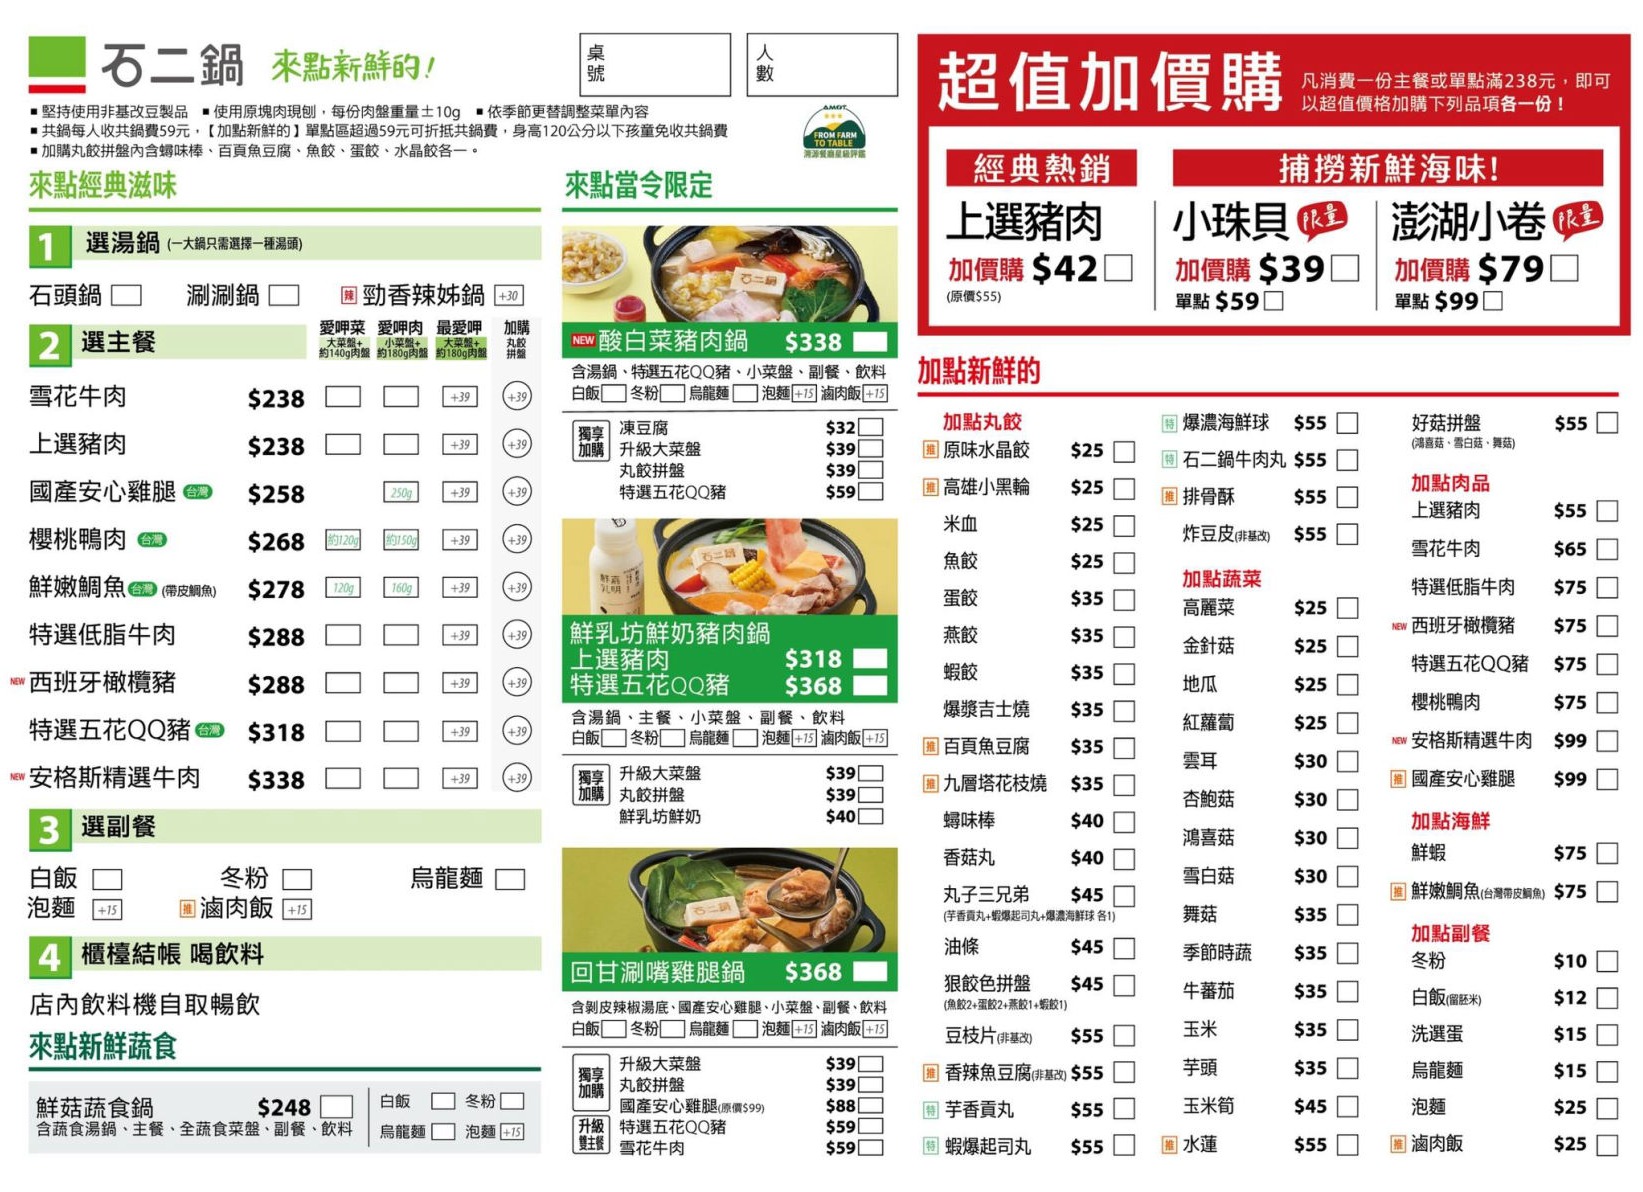 石二鍋 來點新鮮的!
桌號
人數
■ 堅持使用非基改豆製品 ■ 使用原塊肉現刨，每份肉盤重量±10g ■ 依季節更替調整菜單內容
■ 共鍋每人收共鍋費59元，【加點新鮮的】單點區超過59元可折抵共鍋費，身高120公分以下孩童免收共鍋費
■ 加購丸餃拼盤內含蟳味棒、百頁魚豆腐、魚餃、蛋餃、水晶餃各一。
AMOT
FROM FARM
TO TABLE
溯源餐廳星級評鑑
來點經典滋味
1 選湯鍋 (一大鍋只需選擇一種湯頭)
石頭鍋 涮涮鍋 辣 勁香辣姊鍋 +30
2 選主餐
愛呷菜 大菜盤+約140g肉盤
愛呷肉 小菜盤+約180g肉盤
最愛呷 大菜盤+約180g肉盤
加購 丸餃拼盤
雪花牛肉 $238 +39 +39
上選豬肉 $238 +39 +39
國產安心雞腿 台灣 $258 250g +39 +39
櫻桃鴨肉 台灣 $268 約120g 約150g +39 +39
鮮嫩鯛魚 台灣 (帶皮鯛魚) $278 120g 160g +39 +39
特選低脂牛肉 $288 +39 +39
NEW 西班牙橄欖豬 $288 +39 +39
特選五花QQ豬 台灣 $318 +39 +39
NEW 安格斯精選牛肉 $338 +39 +39
3 選副餐
白飯 冬粉 烏龍麵
泡麵 +15 推 滷肉飯 +15
4 櫃檯結帳 喝飲料
店內飲料機自取暢飲
來點新鮮蔬食
鮮菇蔬食鍋 $248
含蔬食湯鍋、主餐、全蔬食菜盤、副餐、飲料
白飯 冬粉
烏龍麵 泡麵 +15
來點當令限定
石二鍋
NEW 酸白菜豬肉鍋 $338
含湯鍋、特選五花QQ豬、小菜盤、副餐、飲料
白飯 冬粉 烏龍麵 泡麵 +15 滷肉飯 +15
獨享加購
凍豆腐 $32
升級大菜盤 $39
丸餃拼盤 $39
特選五花QQ豬 $59
石二鍋
鮮乳坊鮮奶豬肉鍋
上選豬肉 $318
特選五花QQ豬 $368
含湯鍋、主餐、小菜盤、副餐、飲料
白飯 冬粉 烏龍麵 泡麵 +15 滷肉飯 +15
獨享加購
升級大菜盤 $39
丸餃拼盤 $39
鮮乳坊鮮奶 $40
石二鍋
回甘涮嘴雞腿鍋 $368
含剝皮辣椒湯底、國產安心雞腿、小菜盤、副餐、飲料
白飯 冬粉 烏龍麵 泡麵 +15 滷肉飯 +15
獨享加購
升級大菜盤 $39
丸餃拼盤 $39
國產安心雞腿(原價$99) $88
升級雙主餐
特選五花QQ豬 $59
雪花牛肉 $59
超值加價購
凡消費一份主餐或單點滿238元，即可
以超值價格加購下列品項各一份！
經典熱銷
上選豬肉
加價購 $42
(原價$55)
捕撈新鮮海味!
小珠貝 限量
加價購 $39
單點 $59
澎湖小卷 限量
加價購 $79
單點 $99
加點新鮮的
加點丸餃
推 原味水晶餃 $25
推 高雄小黑輪 $25
米血 $25
魚餃 $25
蛋餃 $35
燕餃 $35
蝦餃 $35
爆漿吉士燒 $35
推 百頁魚豆腐 $35
推 九層塔花枝燒 $35
蟳味棒 $40
香菇丸 $40
丸子三兄弟 $45
(芋香貢丸+蝦爆起司丸+爆濃海鮮球 各1)
油條 $45
狠餃色拼盤 $45
(魚餃2+蛋餃2+燕餃1+蝦餃1)
豆枝片(非基改) $55
推 香辣魚豆腐(非基改) $55
特 芋香貢丸 $55
特 蝦爆起司丸 $55
特 爆濃海鮮球 $55
特 石二鍋牛肉丸 $55
推 排骨酥 $55
炸豆皮(非基改) $55
加點蔬菜
高麗菜 $25
金針菇 $25
地瓜 $25
紅蘿蔔 $25
雲耳 $30
杏鮑菇 $30
鴻喜菇 $30
雪白菇 $30
舞菇 $35
季節時蔬 $35
牛蕃茄 $35
玉米 $35
芋頭 $35
玉米筍 $45
推 水蓮 $55
好菇拼盤 $55
(鴻喜菇、雪白菇、舞菇)
加點肉品
上選豬肉 $55
雪花牛肉 $65
特選低脂牛肉 $75
NEW 西班牙橄欖豬 $75
特選五花QQ豬 $75
櫻桃鴨肉 $75
NEW 安格斯精選牛肉 $99
推 國產安心雞腿 $99
加點海鮮
鮮蝦 $75
推 鮮嫩鯛魚(台灣帶皮鯛魚) $75
加點副餐
冬粉 $10
白飯(留胚米) $12
洗選蛋 $15
烏龍麵 $15
泡麵 $25
推 滷肉飯 $25